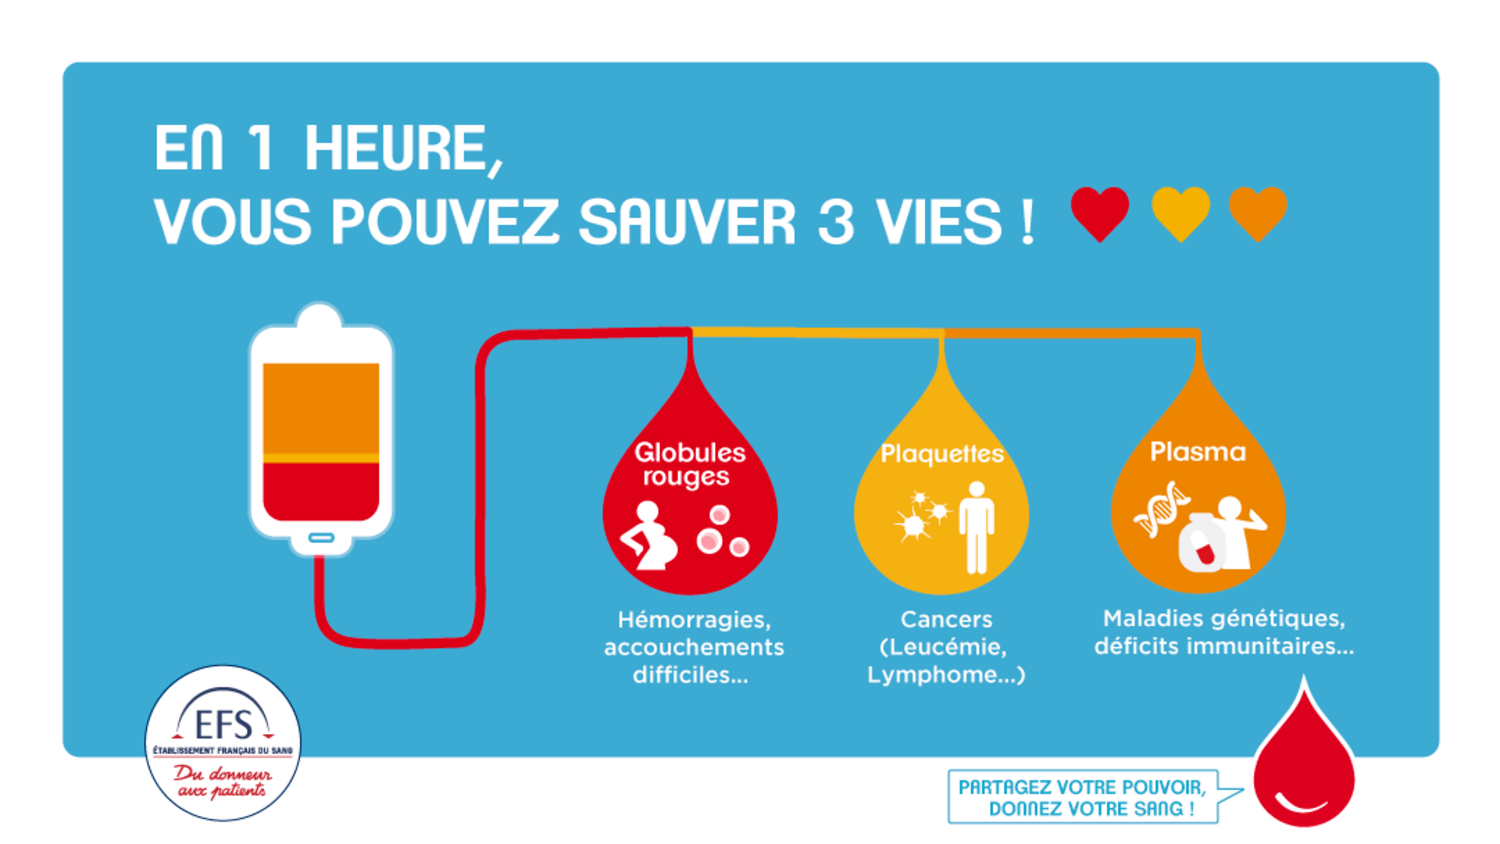 EN 1 HEURE,
VOUS POUVEZ SAUVER 3 VIES !
Globules
rouges
Plaquettes
Plasma
Hémorragies,
accouchements
difficiles...
Cancers
(Leucémie,
Lymphome...)
Maladies génétiques,
déficits immunitaires...
EFS
ÉTABLISSEMENT FRANÇAIS DU SANG
Du donneur
aux patients
PARTAGEZ VOTRE POUVOIR,
DONNEZ VOTRE SANG !